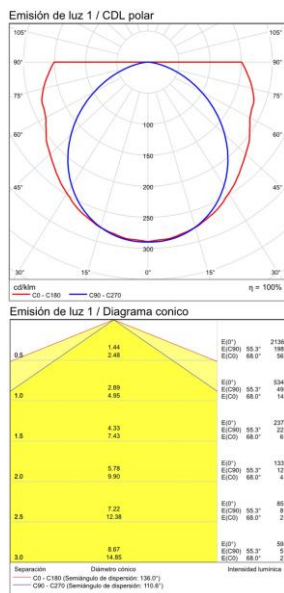 Emisión de luz 1 / CDL polar
105° 105°
90° 90°
75° 75°
60° 60°
45° 45°
100
150
200
250
300
30° 15° 0° 15° 30°
cd/klm η = 100%
C0 - C180 C90 - C270
Emisión de luz 1 / Diagrama conico
0.5 1.44 2.48 E(0°) 2136
E(C90) 55.3° 198
E(C0) 68.0° 56
1.0 2.89 4.95 E(0°) 534
E(C90) 55.3° 49
E(C0) 68.0° 14
1.5 4.33 7.43 E(0°) 237
E(C90) 55.3° 22
E(C0) 68.0° 6
2.0 5.78 9.90 E(0°) 133
E(C90) 55.3° 12
E(C0) 68.0° 4
2.5 7.22 12.38 E(0°) 85
E(C90) 55.3° 8
E(C0) 68.0° 2
3.0 8.67 14.85 E(0°) 59
E(C90) 55.3° 5
E(C0) 68.0° 2
Separación Diámetro cónico Intensidad lumínica
C0 - C180 (Semiángulo de dispersión: 136.0°)
C90 - C270 (Semiángulo de dispersión: 110.6°)